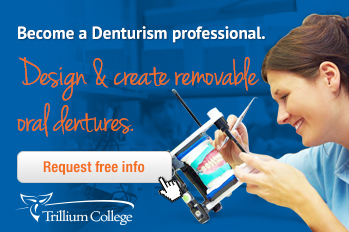 Become a Denturism professional.
Design & create removable
oral dentures.
Request free info
Trillium College